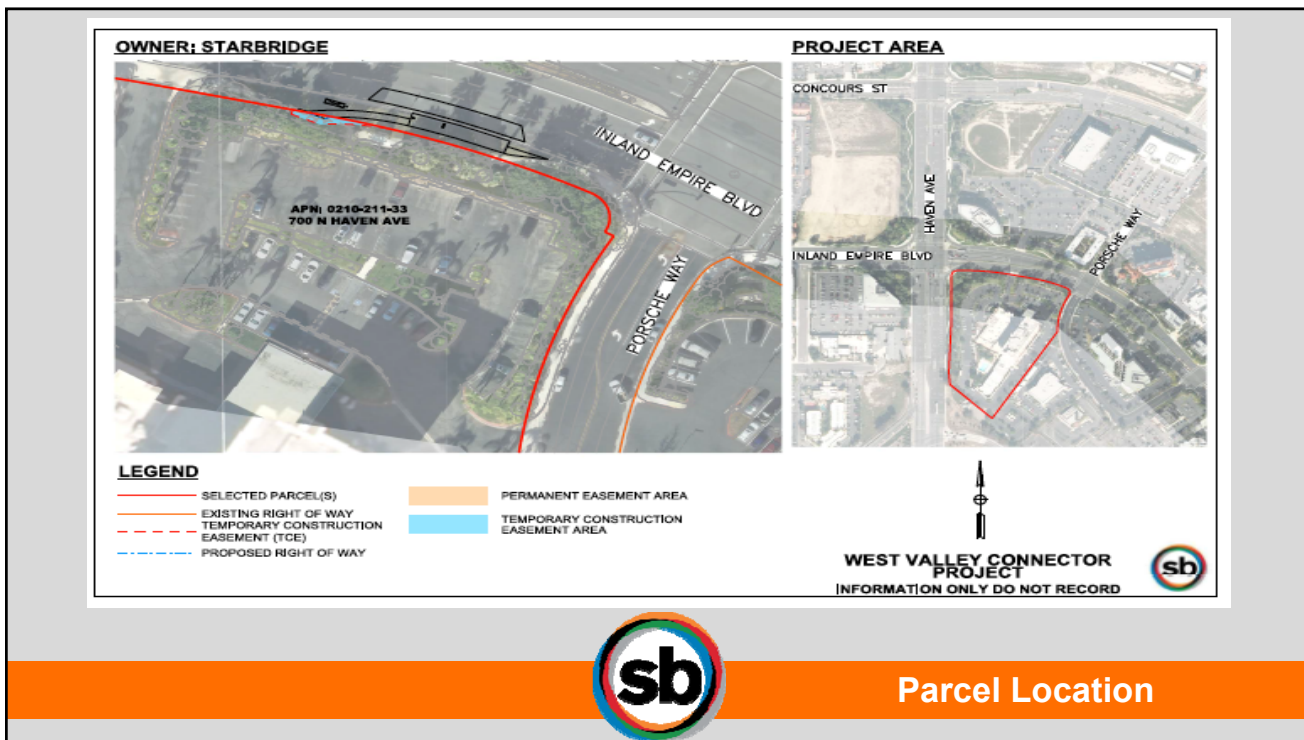 OWNER: STARBRIDGE
INLAND EMPIRE BLVD
APN: 0210-211-33
700 N HAVEN AVE
PORSCHE WAY
PROJECT AREA
CONCOURS ST
HAVEN AVE
INLAND EMPIRE BLVD
PORSCHE WAY
LEGEND
SELECTED PARCEL(S)
EXISTING RIGHT OF WAY
TEMPORARY CONSTRUCTION
EASEMENT (TCE)
PROPOSED RIGHT OF WAY
PERMANENT EASEMENT AREA
TEMPORARY CONSTRUCTION
EASEMENT AREA
WEST VALLEY CONNECTOR
PROJECT
INFORMATION ONLY DO NOT RECORD
sb
sb
Parcel Location